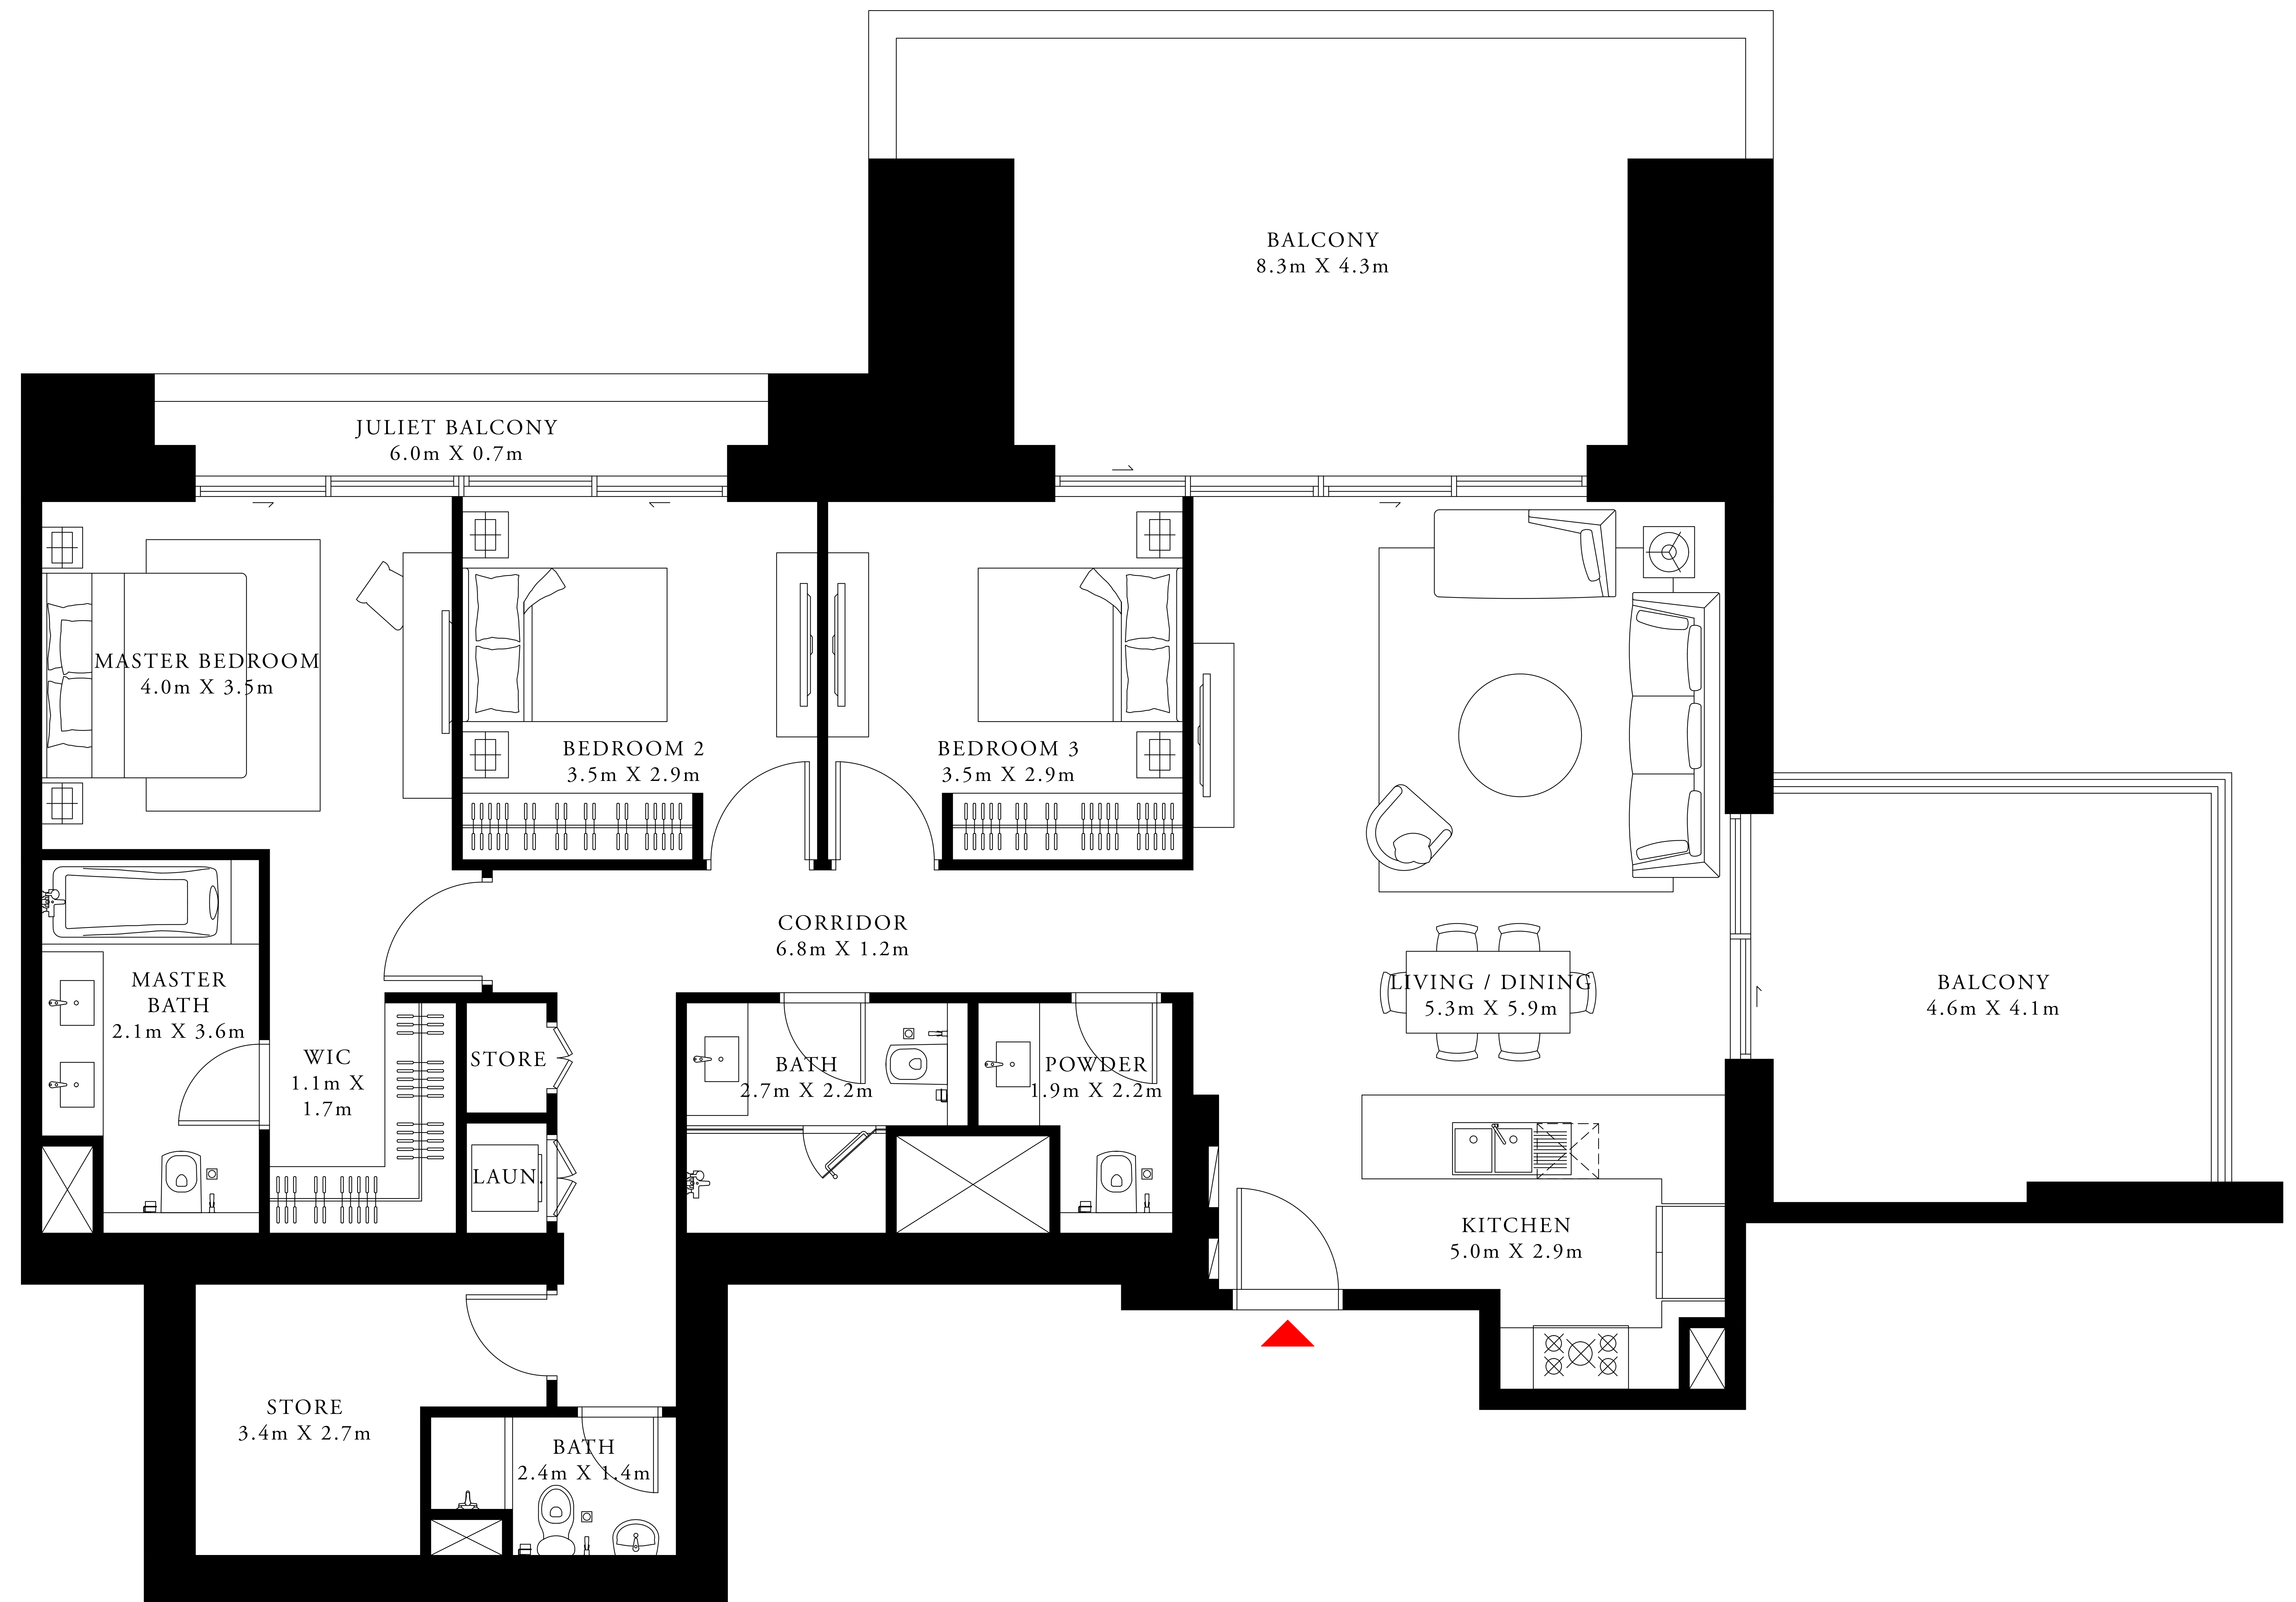 BALCONY
8.3m X 4.3m
JULIET BALCONY
6.0m X 0.7m
MASTER BEDROOM
4.0m X 3.5m
BEDROOM 2
3.5m X 2.9m
BEDROOM 3
3.5m X 2.9m
CORRIDOR
6.8m X 1.2m
MASTER
BATH
2.1m X 3.6m
LIVING / DINING
5.3m X 5.9m
BALCONY
4.6m X 4.1m
WIC
1.1m X
1.7m
STORE
BATH
2.7m X 2.2m
POWDER
1.9m X 2.2m
LAUN.
KITCHEN
5.0m X 2.9m
STORE
3.4m X 2.7m
BATH
2.4m X 1.4m